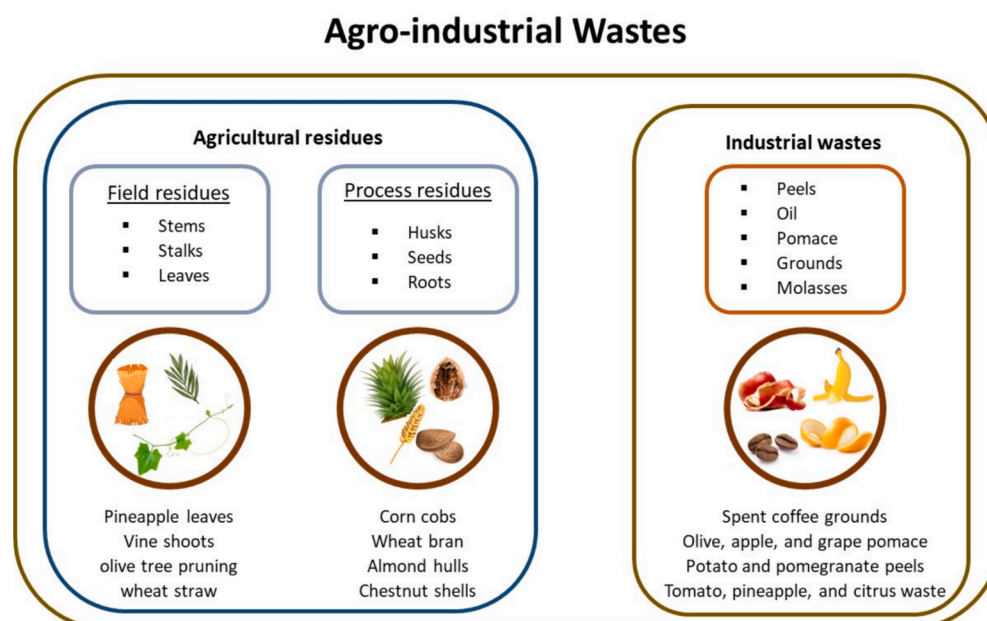 Agro-industrial Wastes
Agricultural residues
Field residues
▪ Stems
▪ Stalks
▪ Leaves
Pineapple leaves
Vine shoots
olive tree pruning
wheat straw
Process residues
▪ Husks
▪ Seeds
▪ Roots
Corn cobs
Wheat bran
Almond hulls
Chestnut shells
Industrial wastes
▪ Peels
▪ Oil
▪ Pomace
▪ Grounds
▪ Molasses
Spent coffee grounds
Olive, apple, and grape pomace
Potato and pomegranate peels
Tomato, pineapple, and citrus waste